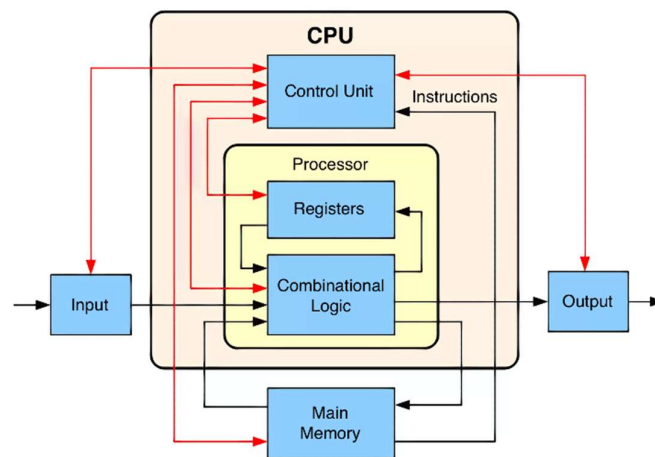 CPU
Control Unit
Instructions
Processor
Registers
Combinational
Logic
Input
Output
Main
Memory